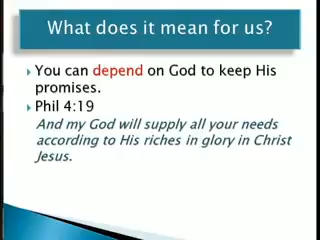 What does it mean for us?
You can depend on God to keep His
promises.
Phil 4:19
And my God will supply all your needs
according to His riches in glory in Christ
Jesus.